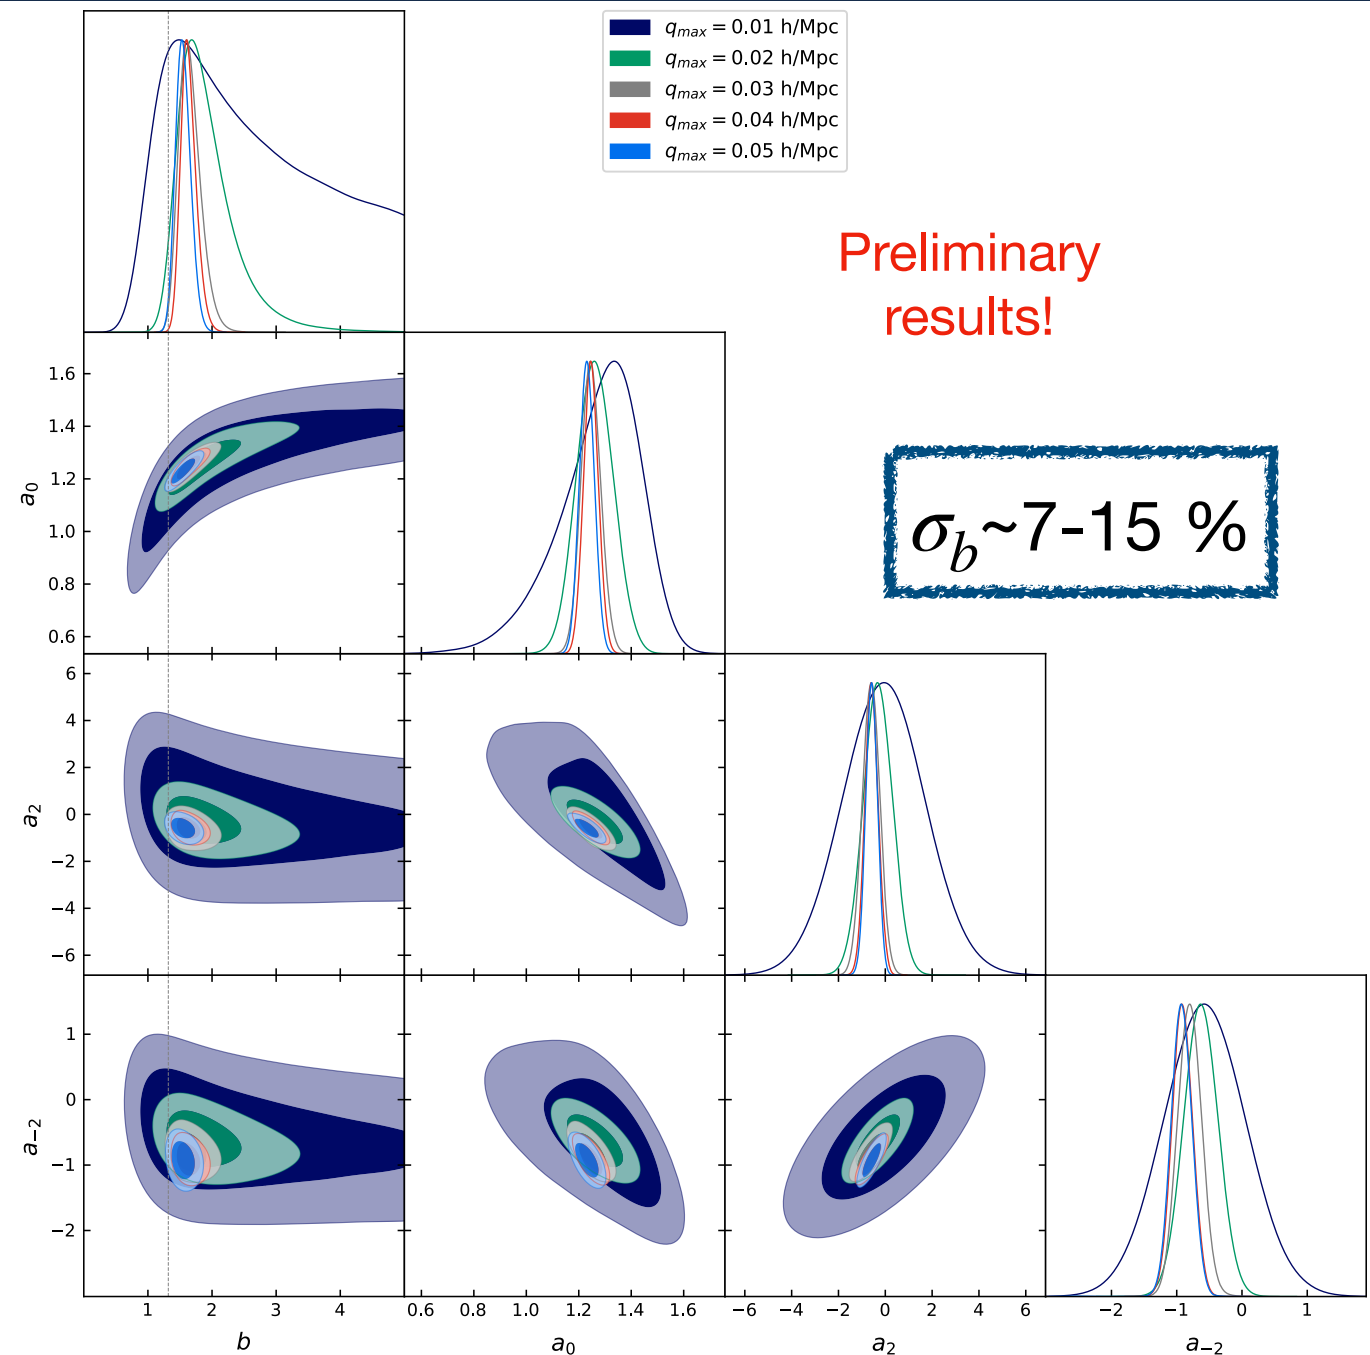 q_max = 0.01 h/Mpc
q_max = 0.02 h/Mpc
q_max = 0.03 h/Mpc
q_max = 0.04 h/Mpc
q_max = 0.05 h/Mpc
Preliminary
results!
σ_b~7-15 %
1.6
1.4
1.2
1.0
0.8
0.6
a_0
6
4
2
0
−2
−4
−6
a_2
1
0
−1
−2
a_−2
1 2 4
0.6 0.8 1.0 1.2 1.4 1.6
−6 −4 −2 0 2 4 6
−2 −1 0 1
b
a_0
a_2
a_−2